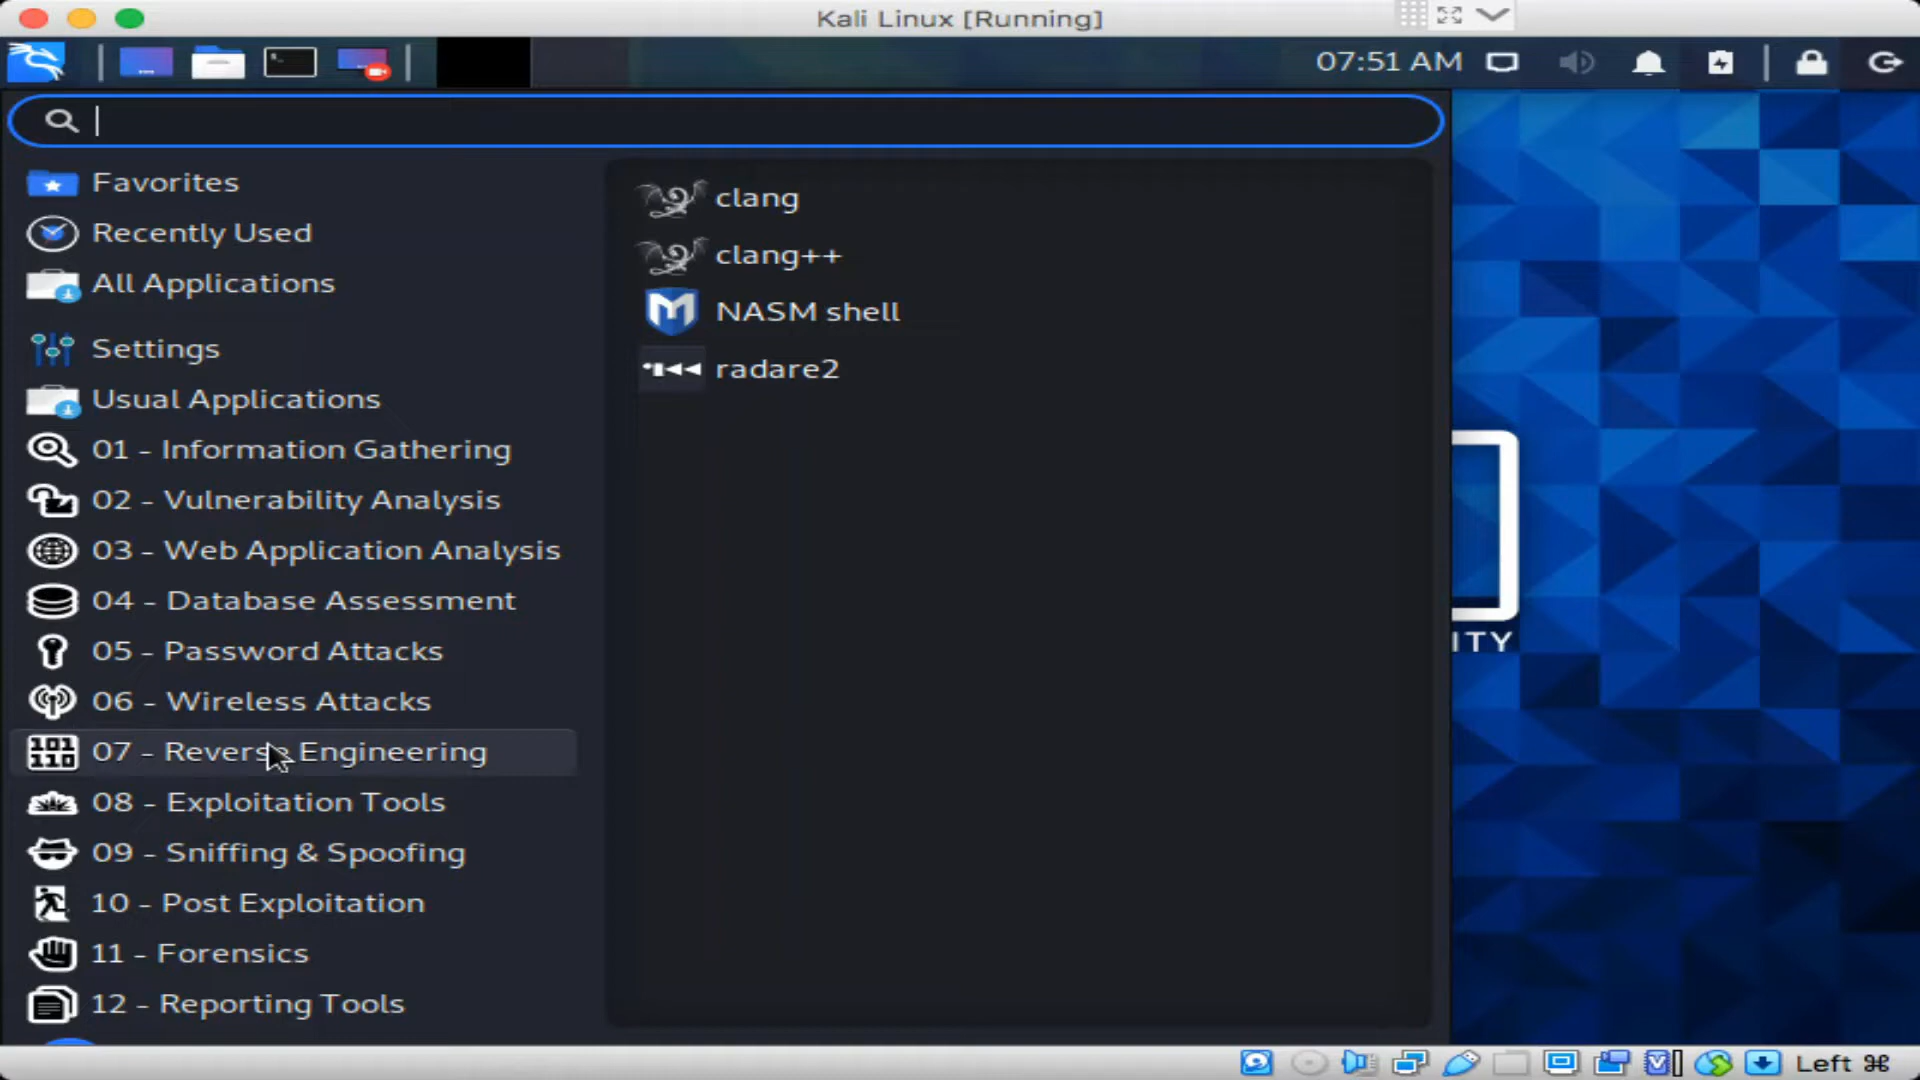 Kali Linux [Running]
07:51 AM
Favorites
Recently Used
All Applications
Settings
Usual Applications
01 - Information Gathering
02 - Vulnerability Analysis
03 - Web Application Analysis
04 - Database Assessment
05 - Password Attacks
06 - Wireless Attacks
07 - Reverse Engineering
08 - Exploitation Tools
09 - Sniffing & Spoofing
10 - Post Exploitation
11 - Forensics
12 - Reporting Tools
clang
clang++
NASM shell
radare2
ITY
Left ⌘